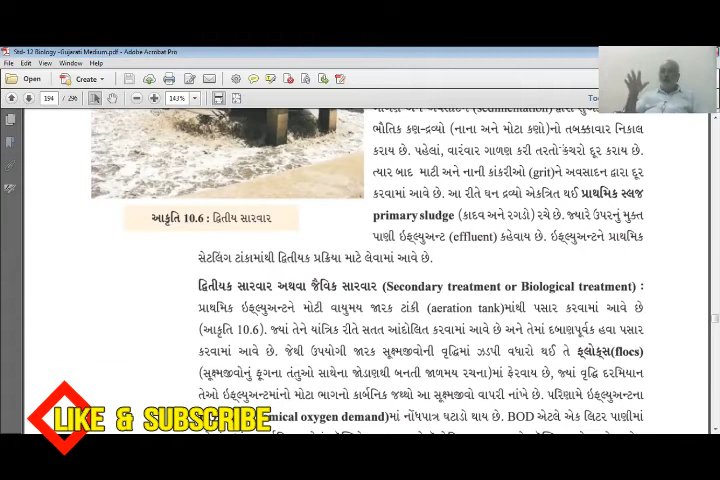 Std- 12 Biology -Gujarati Medium.pdf - Adobe Acrobat Pro
File Edit View Window Help
Open Create
194 / 296 143%
ભૌતિક કણ-દ્રવ્યો (નાના અને મોટા કણો)નો તબક્કાવાર નિકાલ
કરાય છે. પહેલાં, વારંવાર ગાળણ કરી તરતો કચરો દૂર કરાય છે.
ત્યાર બાદ માટી અને નાની કાંકરીઓ (grit)ને અવસાદન દ્વારા દૂર
કરવામાં આવે છે. આ રીતે ઘન દ્રવ્યો એકત્રિત થઈ પ્રાથમિક સ્લજ
આકૃતિ 10.6 : દ્વિતીય સારવાર
primary sludge (કાદવ અને રગડો) રચે છે. જ્યારે ઉપરનું મુક્ત
પાણી ઇફ્લ્યુઅન્ટ (effluent) કહેવાય છે. ઇફ્લ્યુઅન્ટને પ્રાથમિક
સેટલિંગ ટાંકામાંથી દ્વિતીયક પ્રક્રિયા માટે લેવામાં આવે છે.
દ્વિતીયક સારવાર અથવા જૈવિક સારવાર (Secondary treatment or Biological treatment) :
પ્રાથમિક ઇફ્લ્યુઅન્ટને મોટી વાયુમય જારક ટાંકી (aeration tank)માંથી પસાર કરવામાં આવે છે
(આકૃતિ 10.6). જ્યાં તેને યાંત્રિક રીતે સતત આંદોલિત કરવામાં આવે છે અને તેમાં દબાણપૂર્વક હવા પસાર
કરવામાં આવે છે. જેથી ઉપયોગી જારક સૂક્ષ્મજીવોની વૃદ્ધિમાં ઝડપી વધારો થઈ તે ફ્લોક્સ(flocs)
(સૂક્ષ્મજીવોનું ફૂગના તંતુઓ સાથેના જોડાણથી બનતી જાળમય રચના)માં ફેરવાય છે, જ્યાં વૃદ્ધિ દરમિયાન
તેઓ ઇફ્લ્યુઅન્ટમાંનો મોટા ભાગનો કાર્બનિક જથ્થો આ સૂક્ષ્મજીવો વાપરી નાંખે છે. પરિણામે ઇફ્લ્યુઅન્ટના
LIKE & SUBSCRIBE
mical oxygen demand)માં નોંધપાત્ર ઘટાડો થાય છે. BOD એટલે એક લિટર પાણીમાં